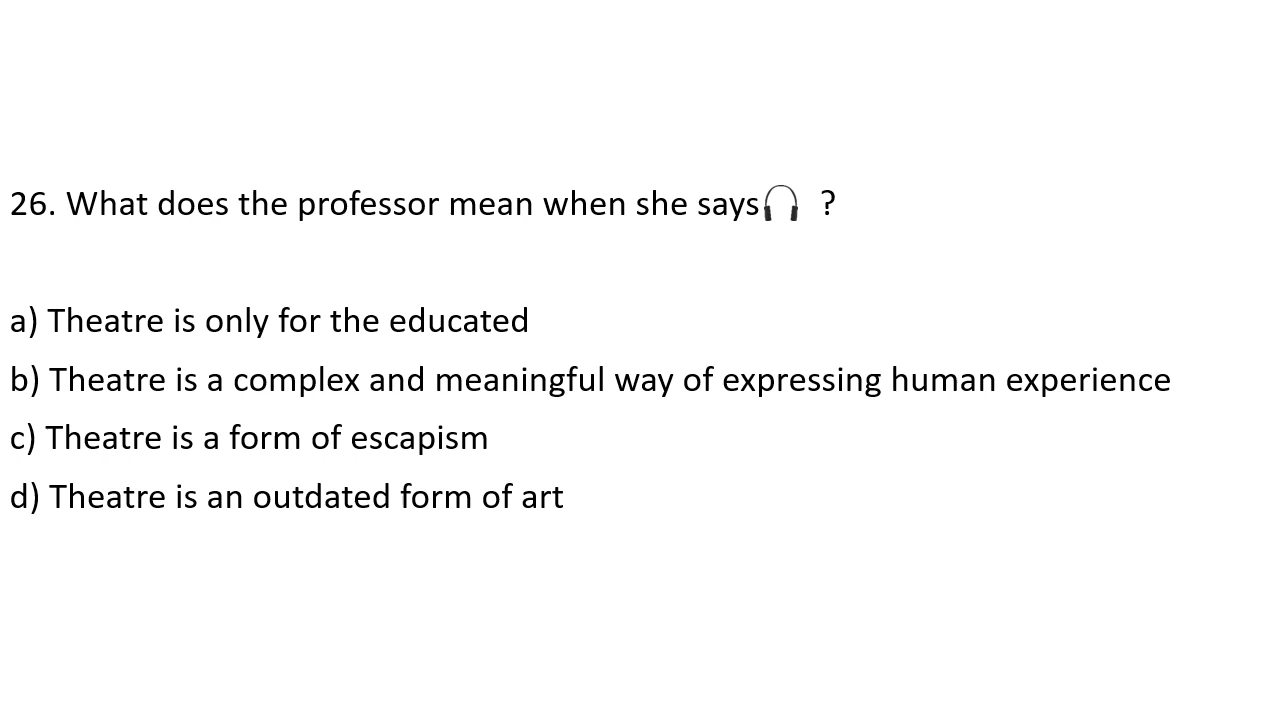 26. What does the professor mean when she says🎧 ?
a) Theatre is only for the educated
b) Theatre is a complex and meaningful way of expressing human experience
c) Theatre is a form of escapism
d) Theatre is an outdated form of art